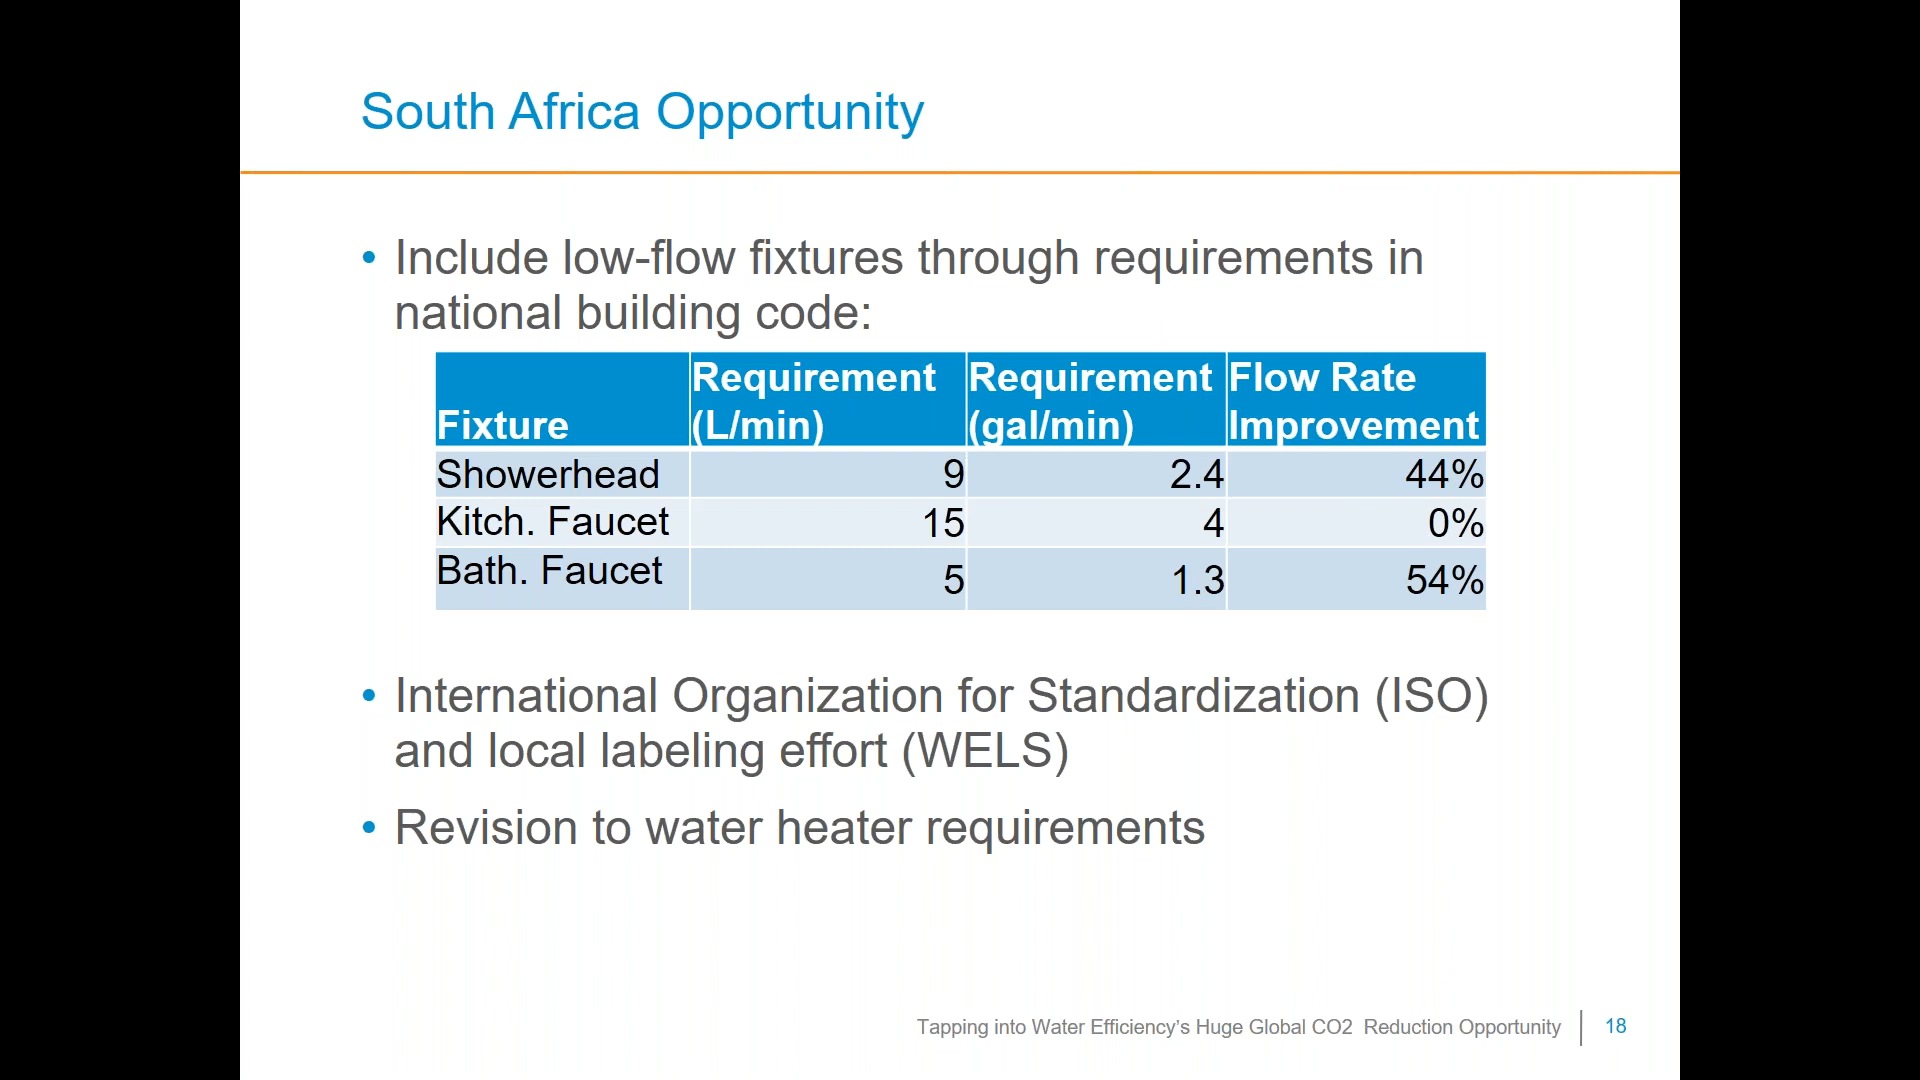 South Africa Opportunity
• Include low-flow fixtures through requirements in
national building code:
Fixture Requirement (L/min) Requirement (gal/min) Flow Rate Improvement
Showerhead 9 2.4 44%
Kitch. Faucet 15 4 0%
Bath. Faucet 5 1.3 54%
• International Organization for Standardization (ISO)
and local labeling effort (WELS)
• Revision to water heater requirements
Tapping into Water Efficiency’s Huge Global CO2 Reduction Opportunity 18